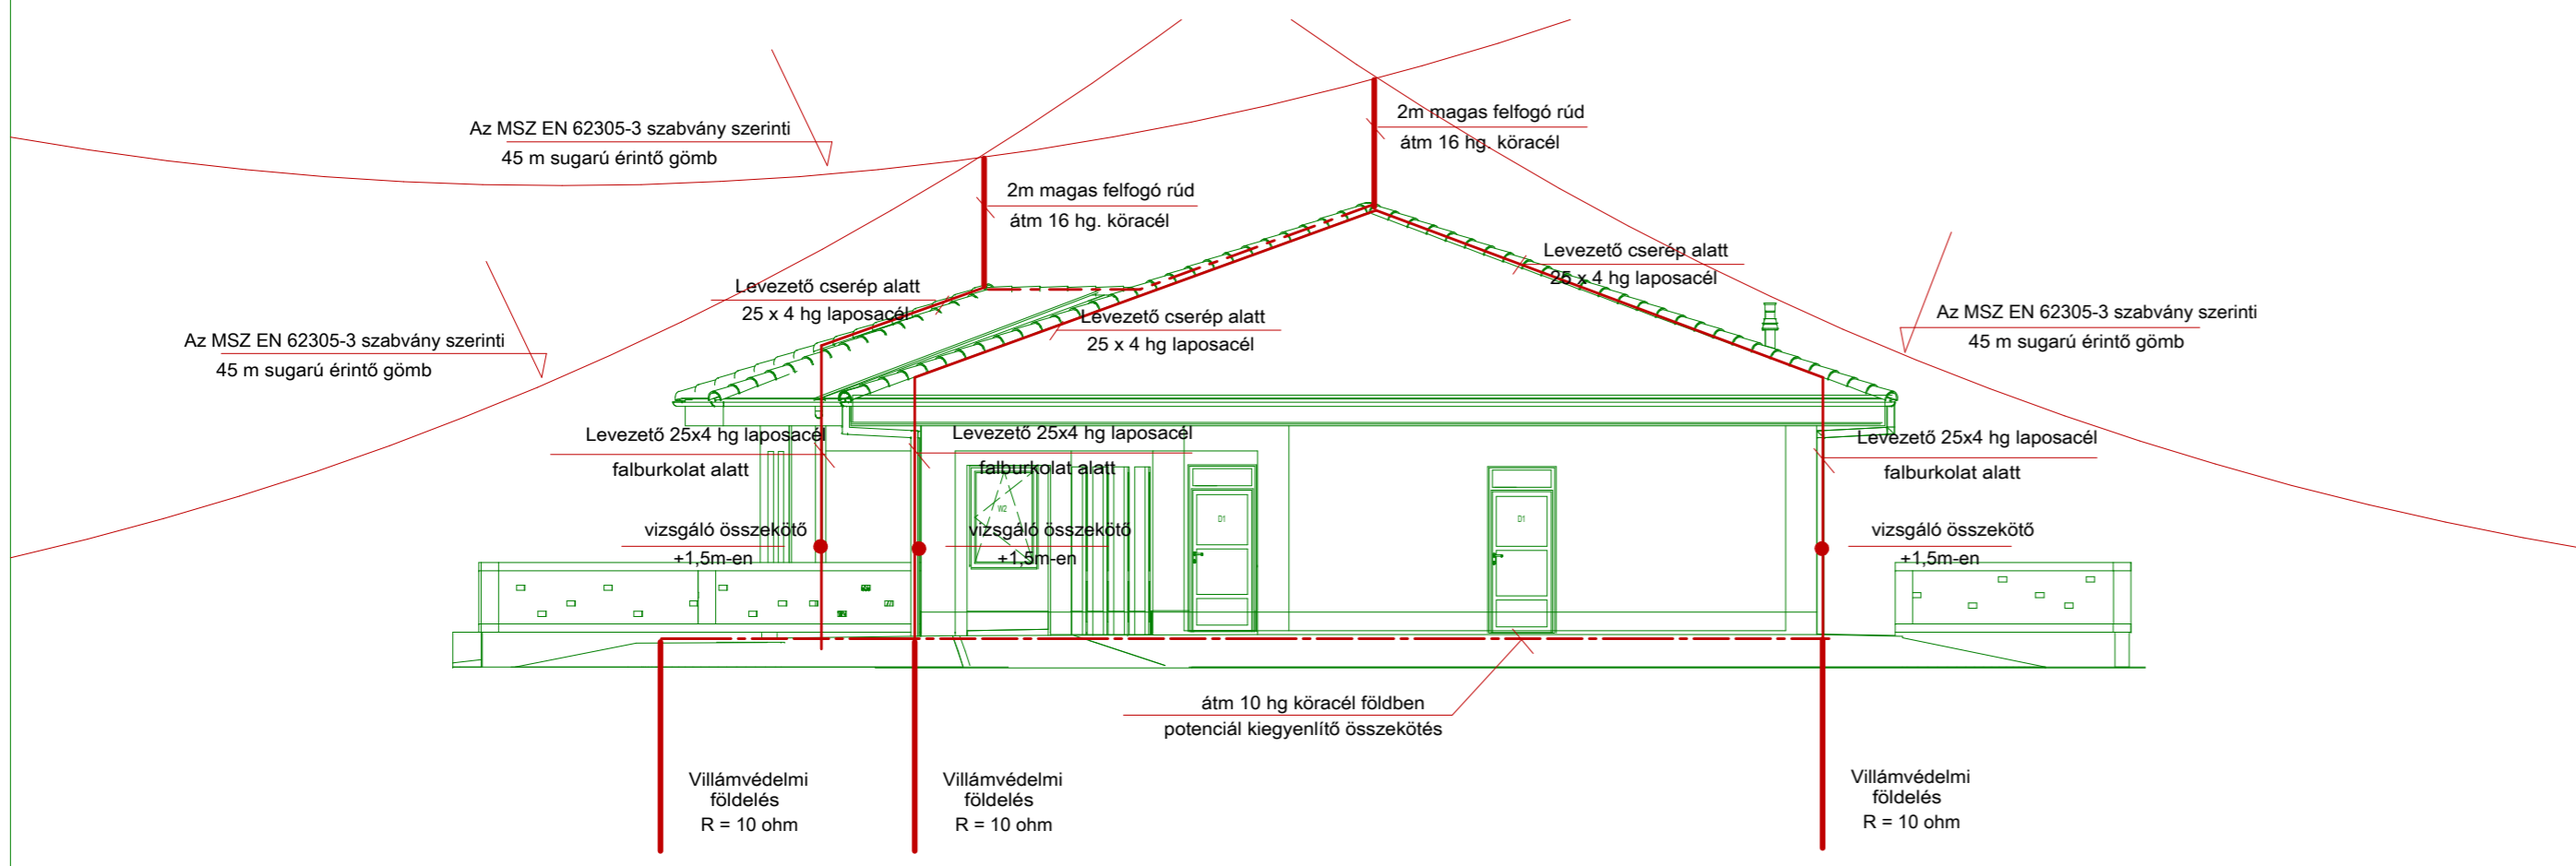 2m magas felfogó rúd
átm 16 hg. köracél
Az MSZ EN 62305-3 szabvány szerinti
45 m sugarú érintő gömb
2m magas felfogó rúd
átm 16 hg. köracél
Levezető cserép alatt
25 x 4 hg laposacél
Levezető cserép alatt
25 x 4 hg laposacél
Levezető cserép alatt
25 x 4 hg laposacél
Az MSZ EN 62305-3 szabvány szerinti
45 m sugarú érintő gömb
Az MSZ EN 62305-3 szabvány szerinti
45 m sugarú érintő gömb
Levezető 25x4 hg laposacél
falburkolat alatt
Levezető 25x4 hg laposacél
falburkolat alatt
Levezető 25x4 hg laposacél
falburkolat alatt
W2
D1
D1
vizsgáló összekötő
+1,5m-en
vizsgáló összekötő
+1,5m-en
vizsgáló összekötő
+1,5m-en
átm 10 hg köracél földben
potenciál kiegyenlítő összekötés
Villámvédelmi
földelés
R = 10 ohm
Villámvédelmi
földelés
R = 10 ohm
Villámvédelmi
földelés
R = 10 ohm